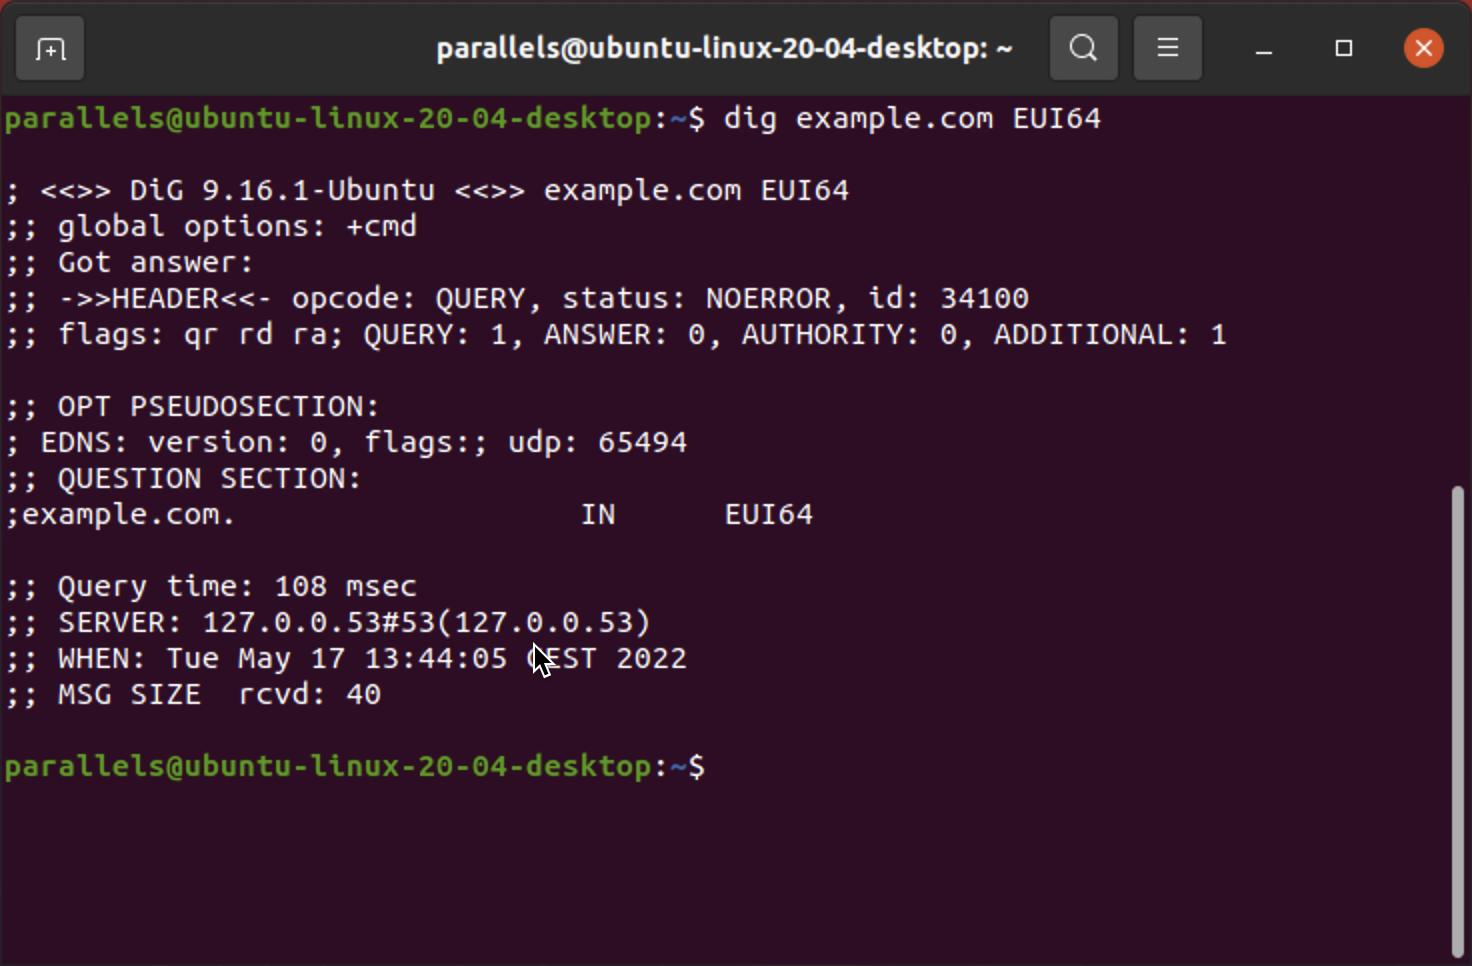 parallels@ubuntu-linux-20-04-desktop: ~
parallels@ubuntu-linux-20-04-desktop:~$ dig example.com EUI64
; <<>> DiG 9.16.1-Ubuntu <<>> example.com EUI64
;; global options: +cmd
;; Got answer:
;; ->>HEADER<<- opcode: QUERY, status: NOERROR, id: 34100
;; flags: qr rd ra; QUERY: 1, ANSWER: 0, AUTHORITY: 0, ADDITIONAL: 1
;; OPT PSEUDOSECTION:
; EDNS: version: 0, flags:; udp: 65494
;; QUESTION SECTION:
;example.com. IN EUI64
;; Query time: 108 msec
;; SERVER: 127.0.0.53#53(127.0.0.53)
;; WHEN: Tue May 17 13:44:05 CEST 2022
;; MSG SIZE  rcvd: 40
parallels@ubuntu-linux-20-04-desktop:~$